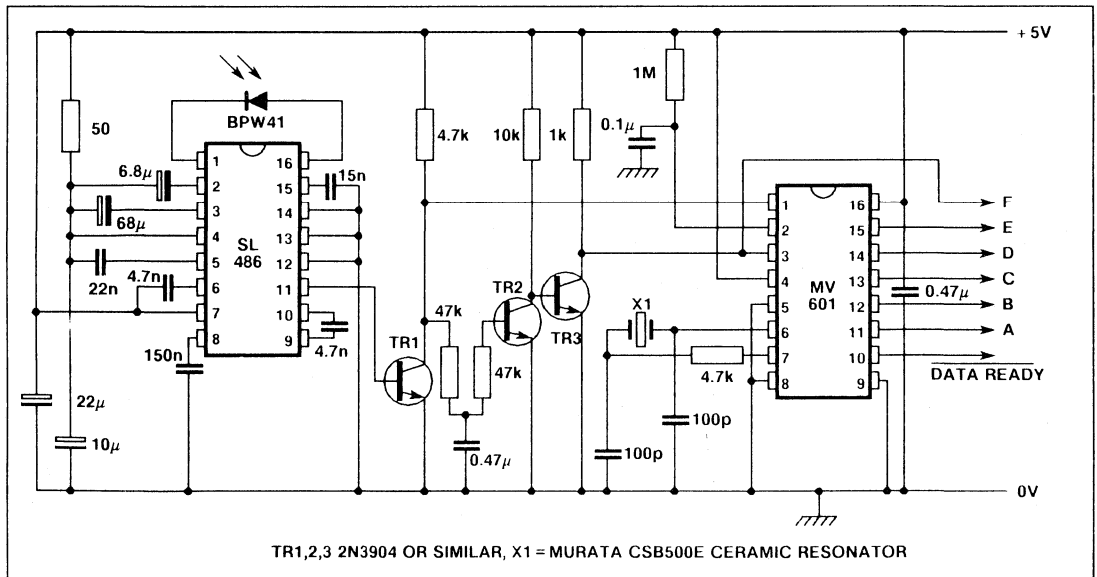 + 5V
1M
50
BPW41
4.7k
10k
1k
0.1μ
1
16
6.8μ
2
15
15n
3
14
68μ
4
13
SL
486
5
12
22n
4.7n
6
11
7
10
8
9
4.7n
150n
22μ
10μ
TR1
47k
47k
0.47μ
TR2
TR3
X1
4.7k
100p
100p
1
16
F
2
15
E
3
14
D
4
13
C
MV
601
5
12
B
0.47μ
6
11
A
7
10
DATA READY
8
9
0V
TR1,2,3 2N3904 OR SIMILAR, X1 = MURATA CSB500E CERAMIC RESONATOR